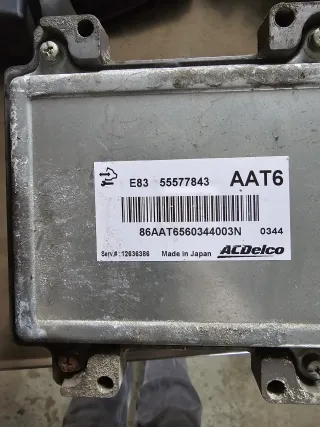 E83 55577843 AAT6
86AAT6560344003N 0344
Serv.#:12636386 Made in Japan ACDelco